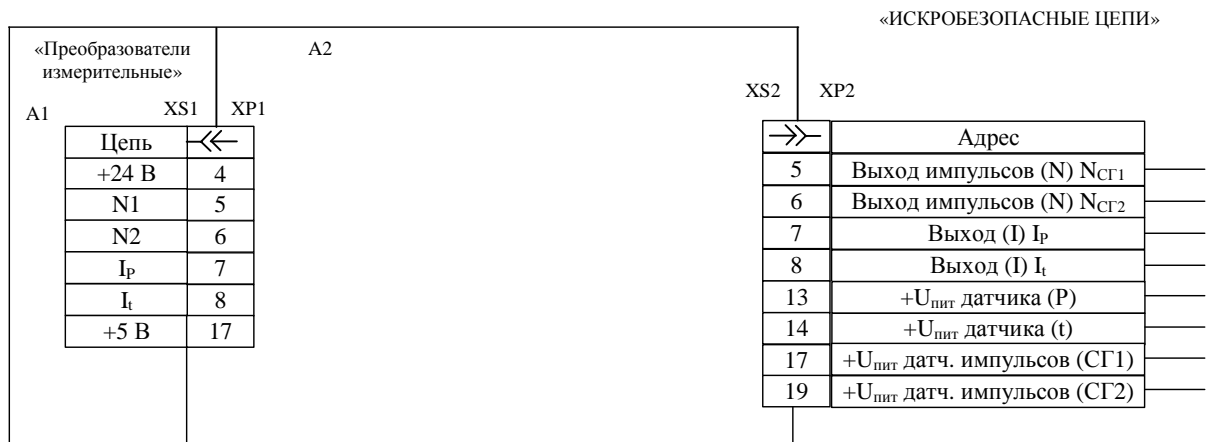 «ИСКРОБЕЗОПАСНЫЕ ЦЕПИ»
«Преобразователи
измерительные»
А2
А1
XS1 XP1
XS2 XP2
Цепь
+24 В 4
N1 5
N2 6
IP 7
It 8
+5 В 17
Адрес
5 Выход импульсов (N) NСГ1
6 Выход импульсов (N) NСГ2
7 Выход (I) IP
8 Выход (I) It
13 +Uпит датчика (P)
14 +Uпит датчика (t)
17 +Uпит датч. импульсов (СГ1)
19 +Uпит датч. импульсов (СГ2)